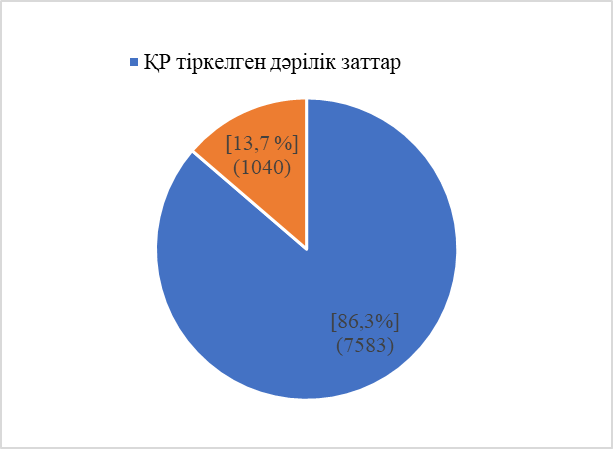 ҚР тіркелген дәрілік заттар
[13,7 %]
(1040)
[86,3%]
(7583)